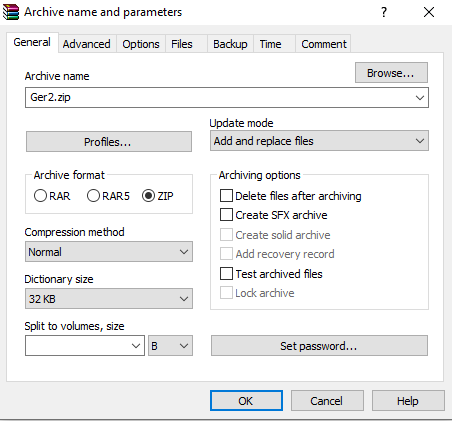 Archive name and parameters
General Advanced Options Files Backup Time Comment
Archive name
Browse...
Ger2.zip
Update mode
Profiles...
Add and replace files
Archive format
RAR RAR5 ZIP
Archiving options
Delete files after archiving
Create SFX archive
Create solid archive
Add recovery record
Test archived files
Lock archive
Compression method
Normal
Dictionary size
32 KB
Split to volumes, size
B
Set password...
OK Cancel Help